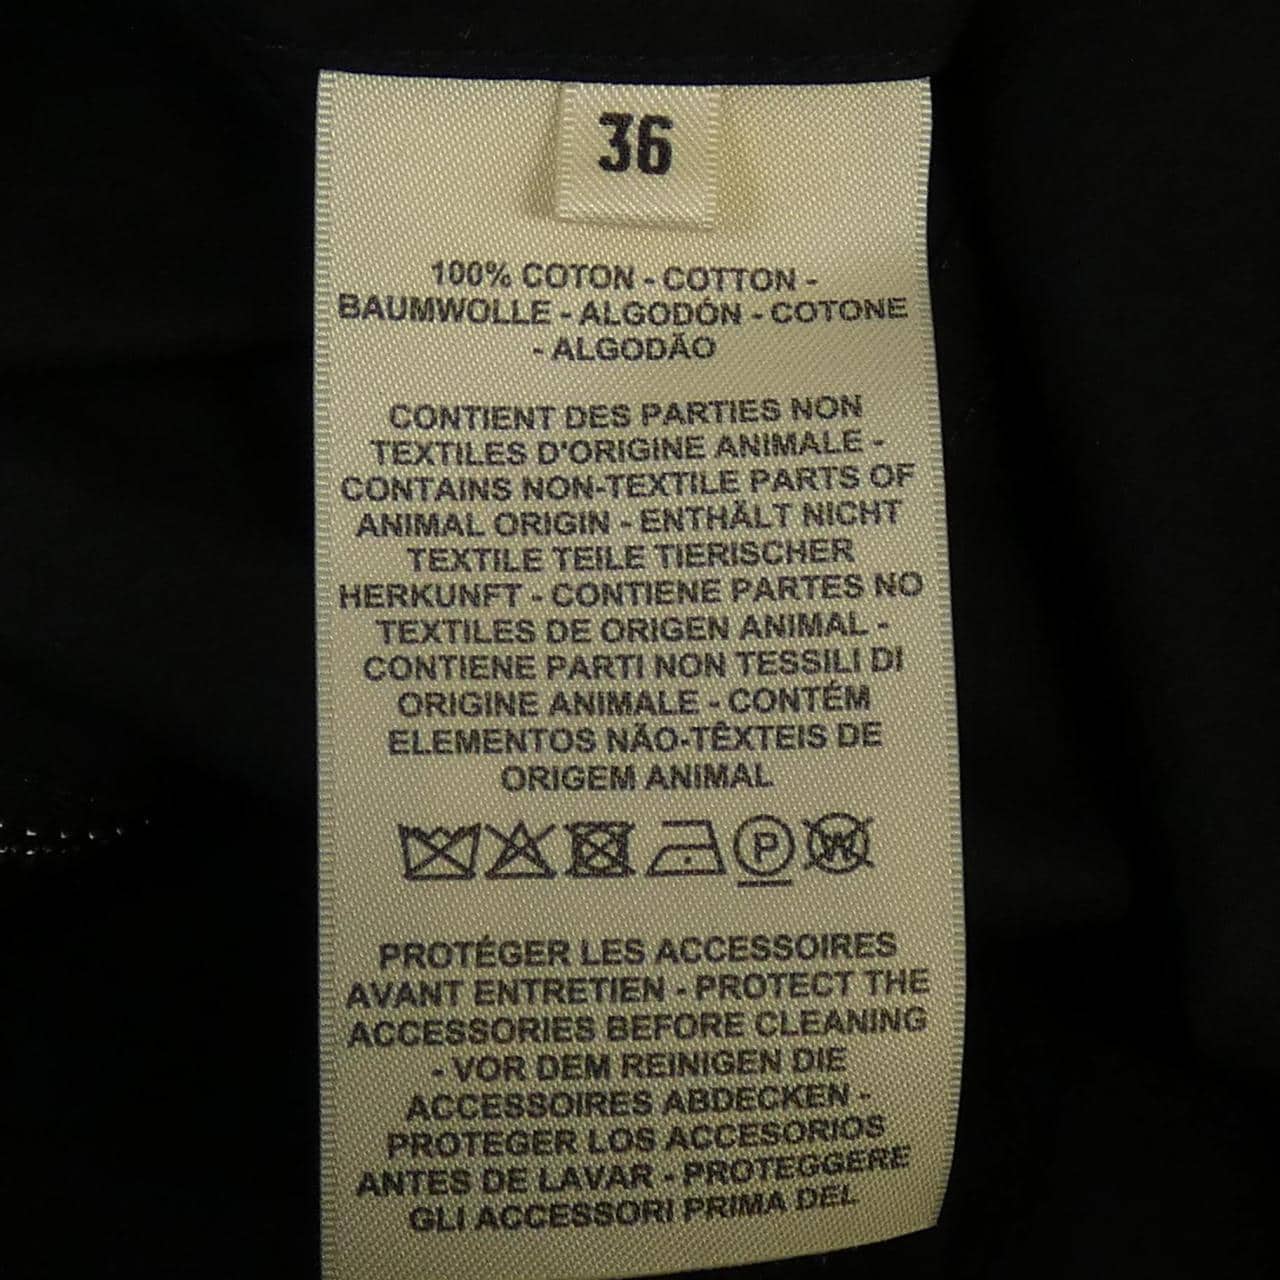 36
100% COTON - COTTON -
BAUMWOLLE - ALGODÓN - COTONE
- ALGODÃO
CONTIENT DES PARTIES NON
TEXTILES D'ORIGINE ANIMALE -
CONTAINS NON-TEXTILE PARTS OF
ANIMAL ORIGIN - ENTHÄLT NICHT
TEXTILE TEILE TIERISCHER
HERKUNFT - CONTIENE PARTES NO
TEXTILES DE ORIGEN ANIMAL -
CONTIENE PARTI NON TESSILI DI
ORIGINE ANIMALE - CONTÉM
ELEMENTOS NÃO-TÊXTEIS DE
ORIGEM ANIMAL
P W
PROTÉGER LES ACCESSOIRES
AVANT ENTRETIEN - PROTECT THE
ACCESSORIES BEFORE CLEANING
- VOR DEM REINIGEN DIE
ACCESSOIRES ABDECKEN -
PROTEGER LOS ACCESORIOS
ANTES DE LAVAR - PROTEGGERE
GLI ACCESSORI PRIMA DEL